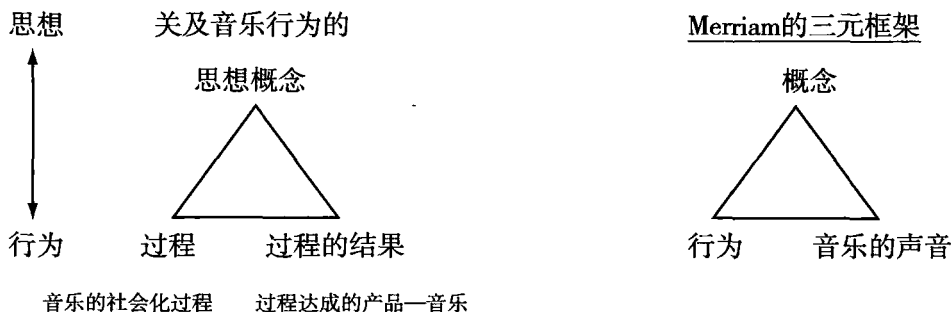 思想 关及音乐行为的 Merriam的三元框架
思想概念 概念
行为 过程 过程的结果 行为 音乐的声音
音乐的社会化过程 过程达成的产品—音乐